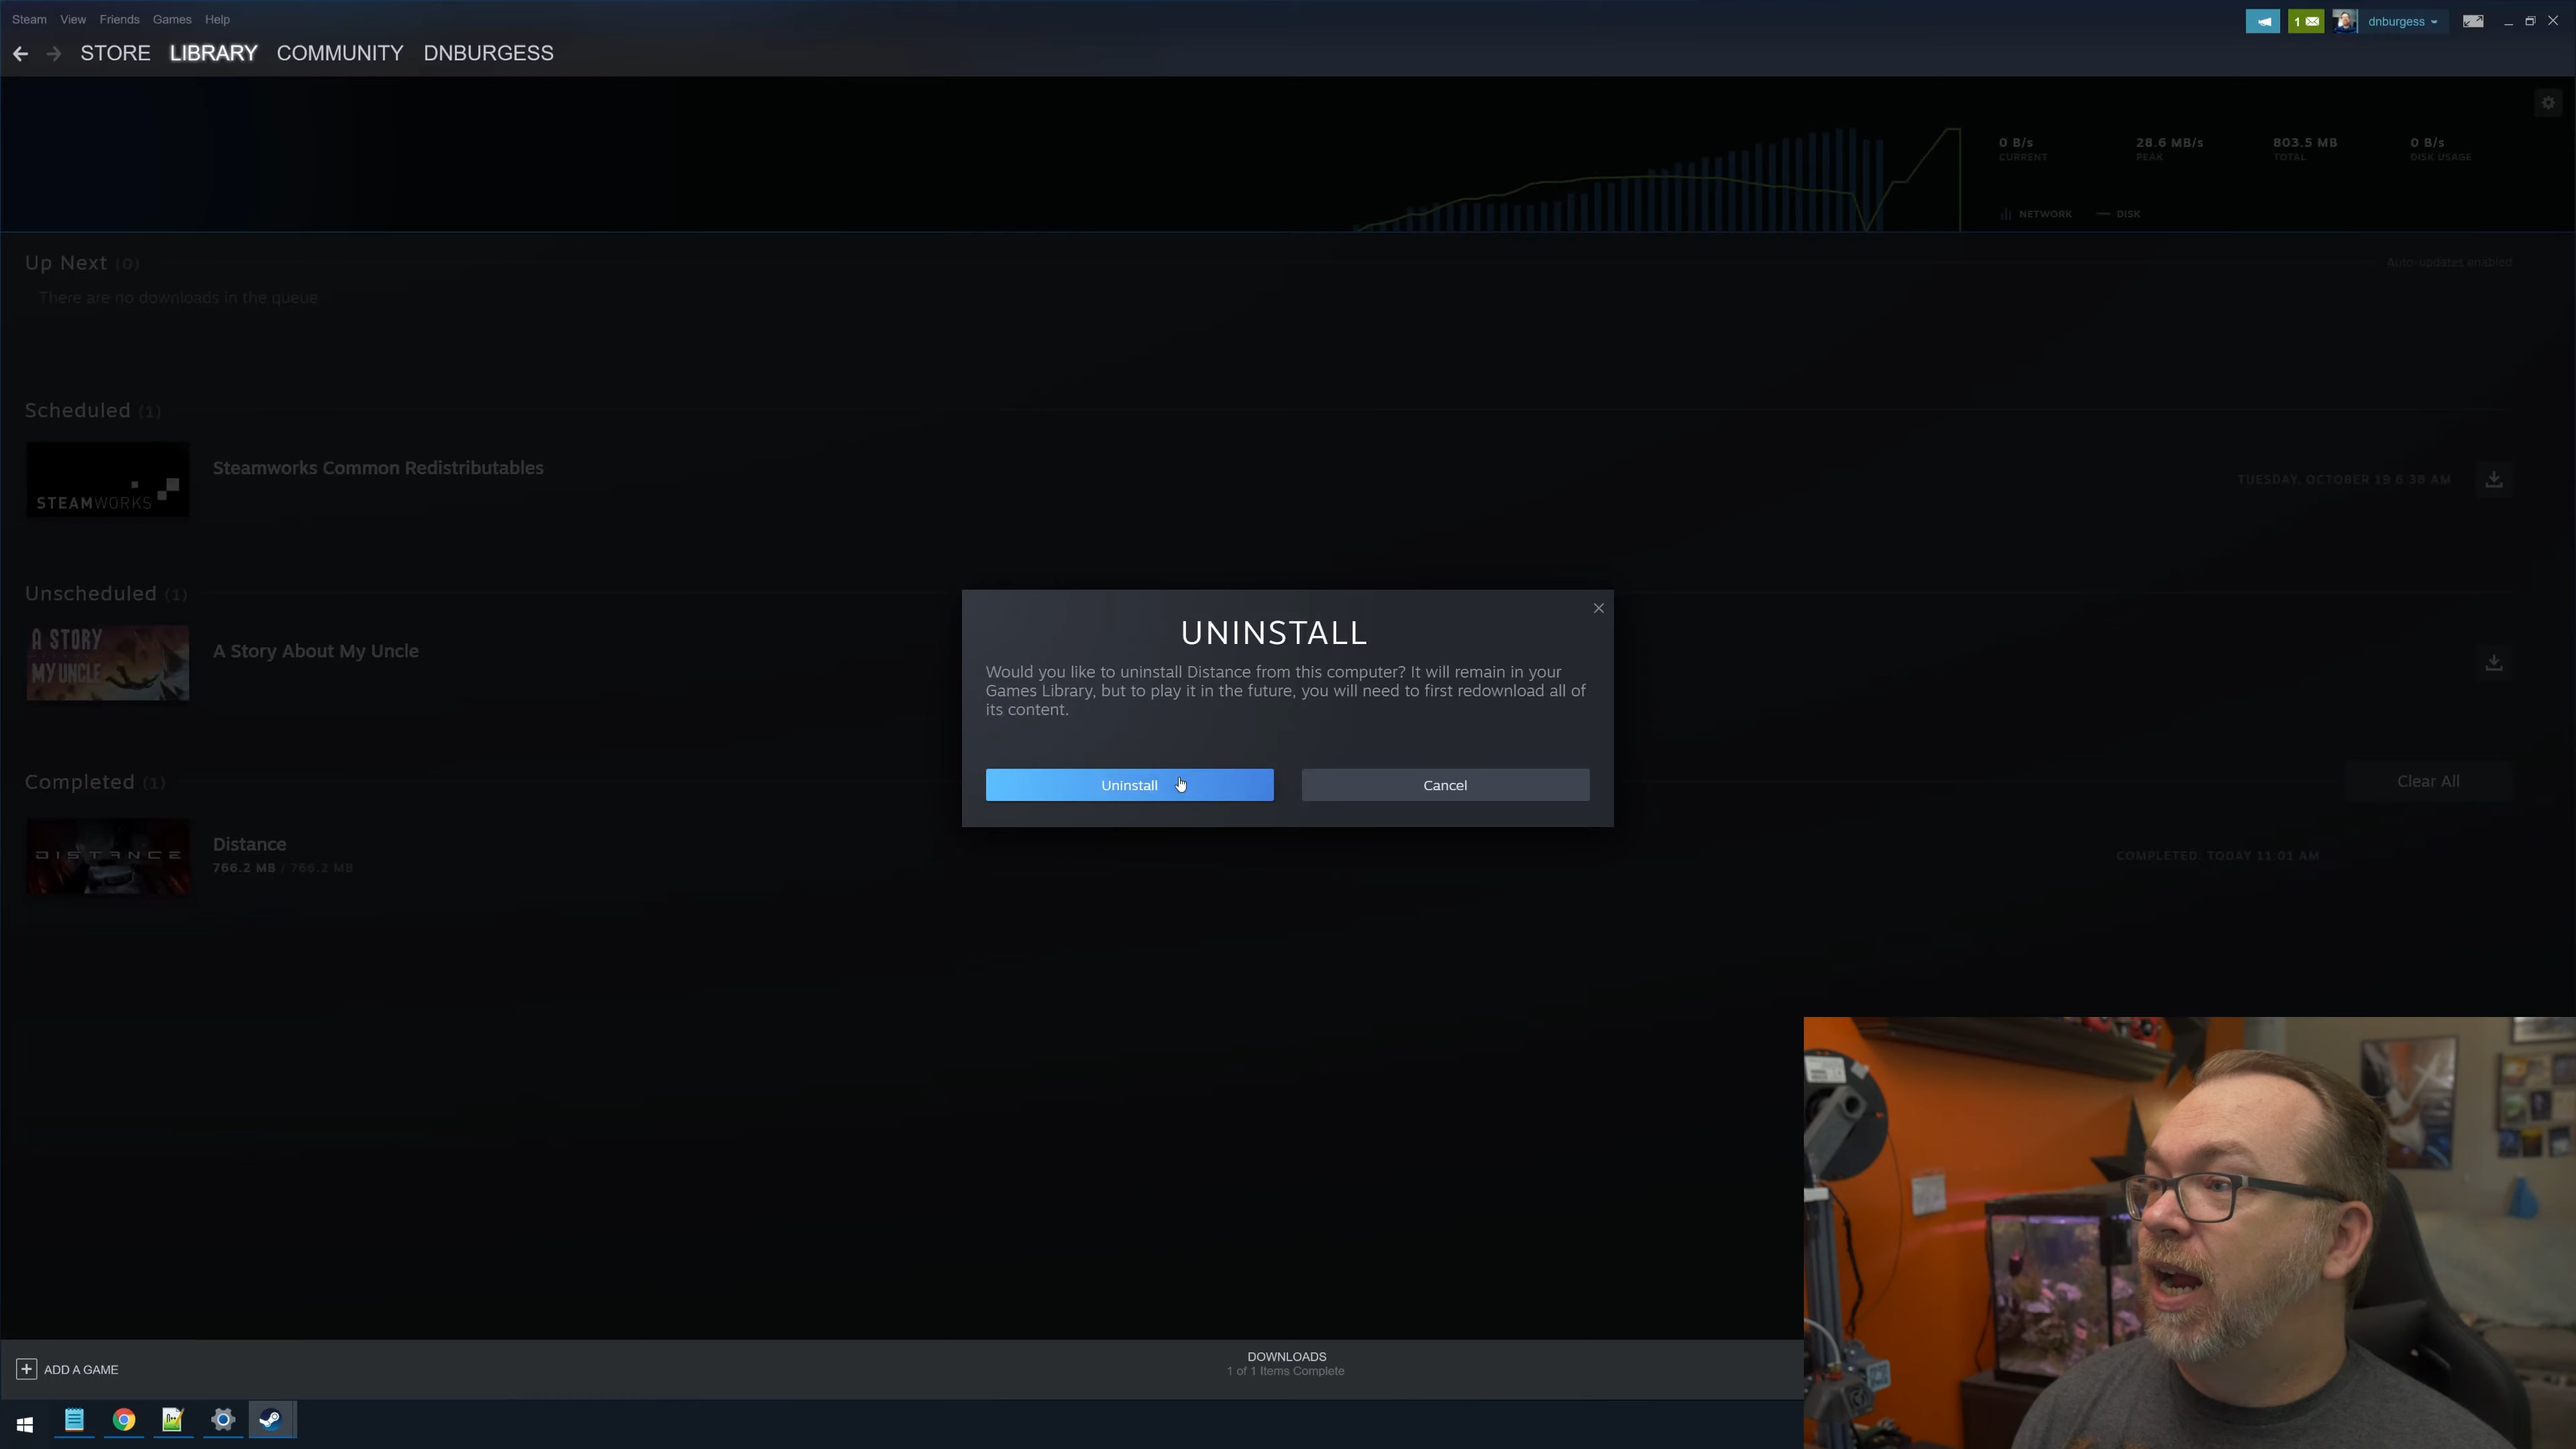 Steam View Friends Games Help
1
dnburgess
STORE LIBRARY COMMUNITY DNBURGESS
0 B/s 28.6 MB/s 803.5 MB 0 B/s
CURRENT PEAK TOTAL DISK USAGE
NETWORK DISK
Up Next (0)
Auto-updates enabled
There are no downloads in the queue
Scheduled (1)
STEAMWORKS
Steamworks Common Redistributables
TUESDAY, OCTOBER 19 6:38 AM
Unscheduled (1)
A STORY
MY UNCLE
A Story About My Uncle
UNINSTALL
Would you like to uninstall Distance from this computer? It will remain in your
Games Library, but to play it in the future, you will need to first redownload all of
its content.
Uninstall Cancel
Completed (1)
Clear All
DISTANCE
Distance
766.2 MB / 766.2 MB
COMPLETED: TODAY 11:01 AM
ADD A GAME
DOWNLOADS
1 of 1 Items Complete